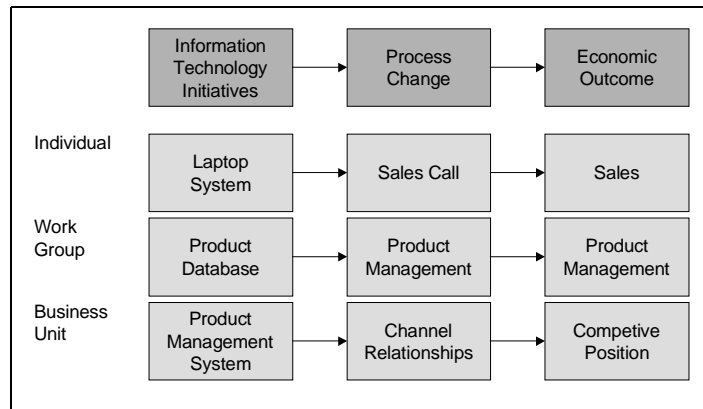 Information
Technology
Initiatives
Process
Change
Economic
Outcome
Individual
Laptop
System
Sales Call
Sales
Work
Group
Product
Database
Product
Management
Product
Management
Business
Unit
Product
Management
System
Channel
Relationships
Competive
Position